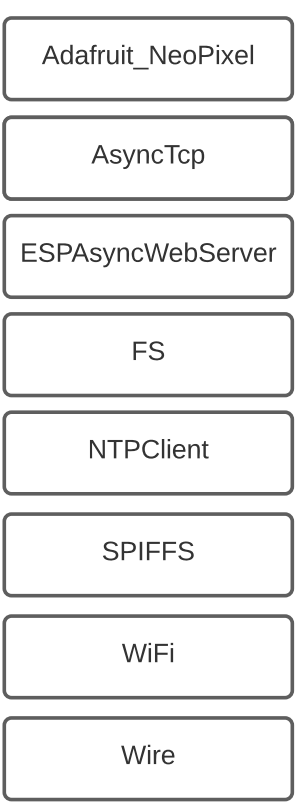 Adafruit_NeoPixel
AsyncTcp
ESPAsyncWebServer
FS
NTPClient
SPIFFS
WiFi
Wire